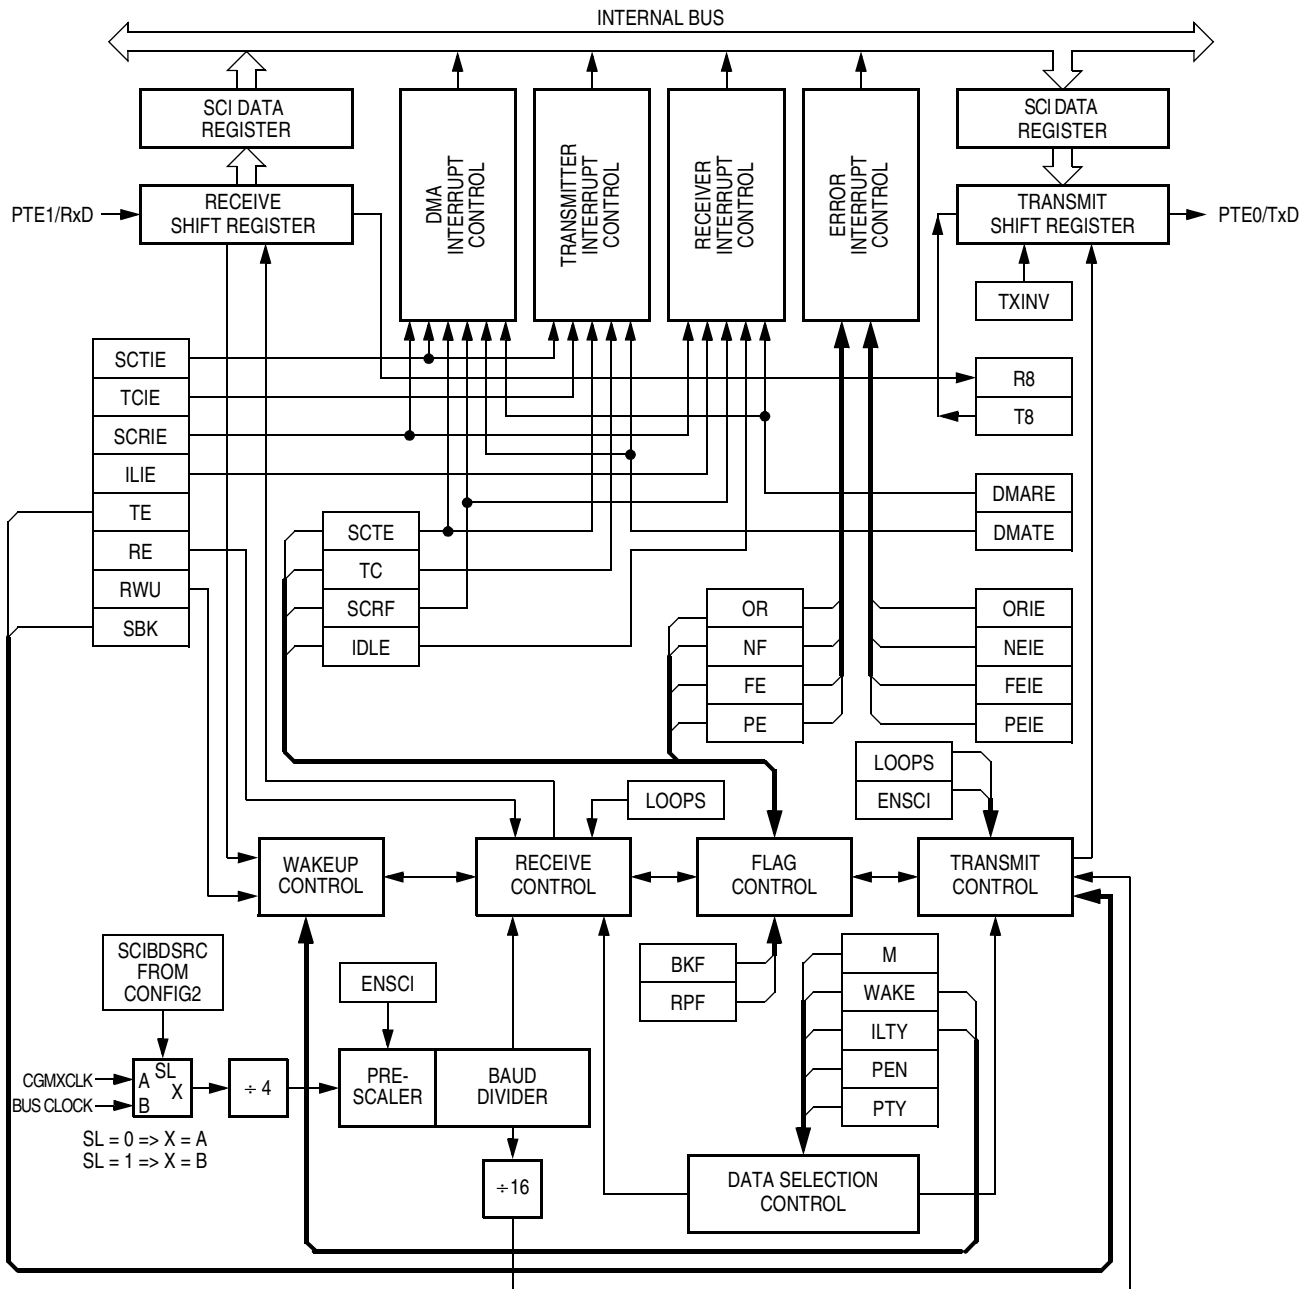 INTERNAL BUS
SCI DATA
REGISTER
SCI DATA
REGISTER
DMA
INTERRUPT
CONTROL
TRANSMITTER
INTERRUPT
CONTROL
RECEIVER
INTERRUPT
CONTROL
ERROR
INTERRUPT
CONTROL
PTE1/RxD
RECEIVE
SHIFT REGISTER
TRANSMIT
SHIFT REGISTER
PTE0/TxD
TXINV
SCTIE
TCIE
SCRIE
ILIE
TE
RE
RWU
SBK
R8
T8
DMARE
DMATE
SCTE
TC
SCRF
IDLE
OR
NF
FE
PE
ORIE
NEIE
FEIE
PEIE
LOOPS
ENSCI
LOOPS
WAKEUP
CONTROL
RECEIVE
CONTROL
FLAG
CONTROL
TRANSMIT
CONTROL
SCIBDSRC
FROM
CONFIG2
ENSCI
BKF
RPF
M
WAKE
ILTY
PEN
PTY
CGMXCLK
BUS CLOCK
A
SL
X
B
÷ 4
PRE-
SCALER
BAUD
DIVIDER
SL = 0 => X = A
SL = 1 => X = B
÷16
DATA SELECTION
CONTROL